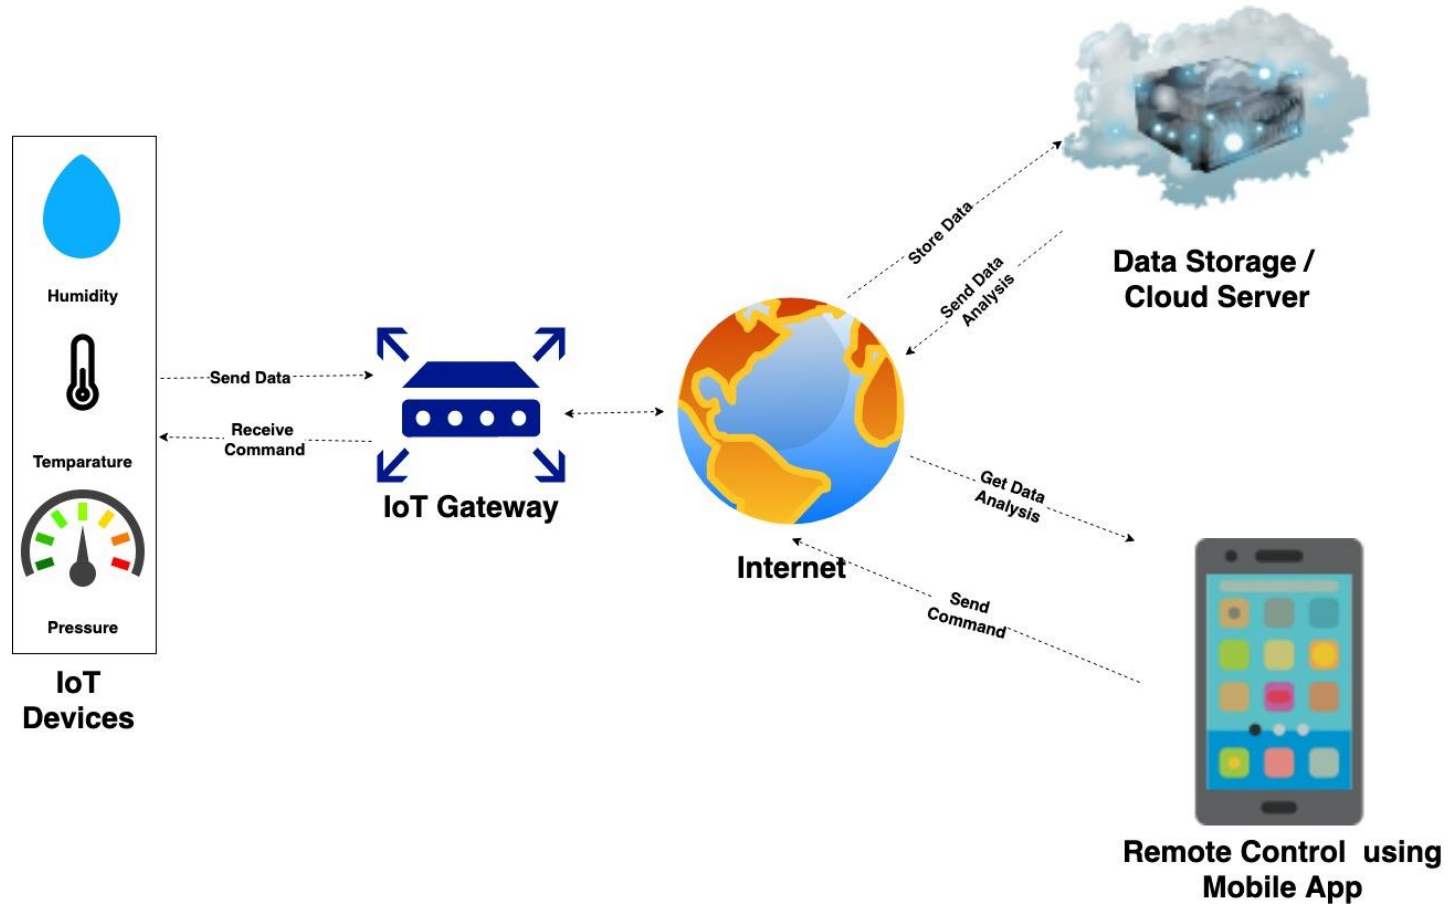 Humidity
Temparature
Pressure
IoT
Devices
Send Data
Receive
Command
IoT Gateway
Internet
Store Data
Send Data
Analysis
Data Storage /
Cloud Server
Get Data
Analysis
Send
Command
Remote Control using
Mobile App